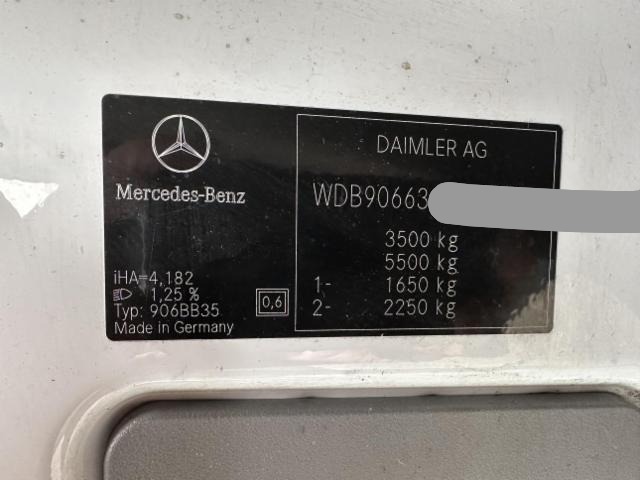 Mercedes-Benz
iHA=4,182
1,25 %
Typ: 906BB35
Made in Germany
0,6
DAIMLER AG
WDB90663
3500 kg
5500 kg
1- 1650 kg
2- 2250 kg